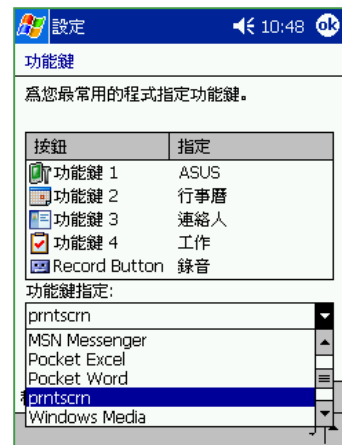 設定 10:48 ok
功能鍵
為您最常用的程式指定功能鍵。
按鈕 指定
功能鍵 1 ASUS
功能鍵 2 行事曆
功能鍵 3 連絡人
功能鍵 4 工作
Record Button 錄音
功能鍵指定:
prntscrn
MSN Messenger
Pocket Excel
Pocket Word
prntscrn
Windows Media